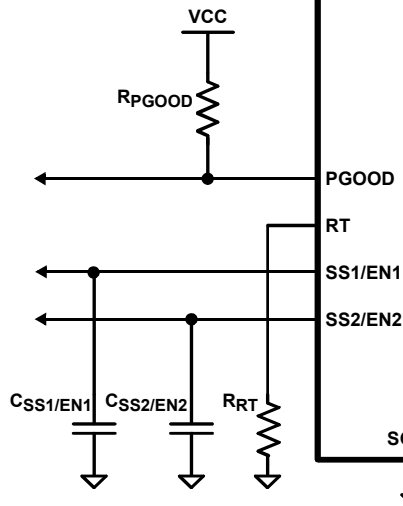 VCC
RPGOOD
PGOOD
RT
SS1/EN1
SS2/EN2
CSS1/EN1 CSS2/EN2 RRT